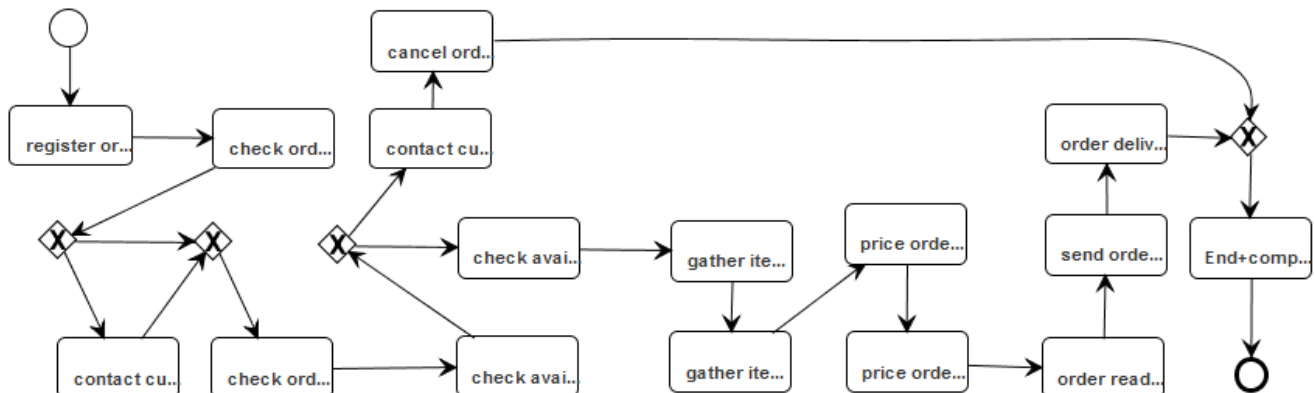 cancel ord...
register or...
check ord...
contact cu...
order deliv...
X
X
X
X
check avai...
gather ite...
price orde...
send orde...
End+comp...
contact cu...
check ord...
check avai...
gather ite...
price orde...
order read...